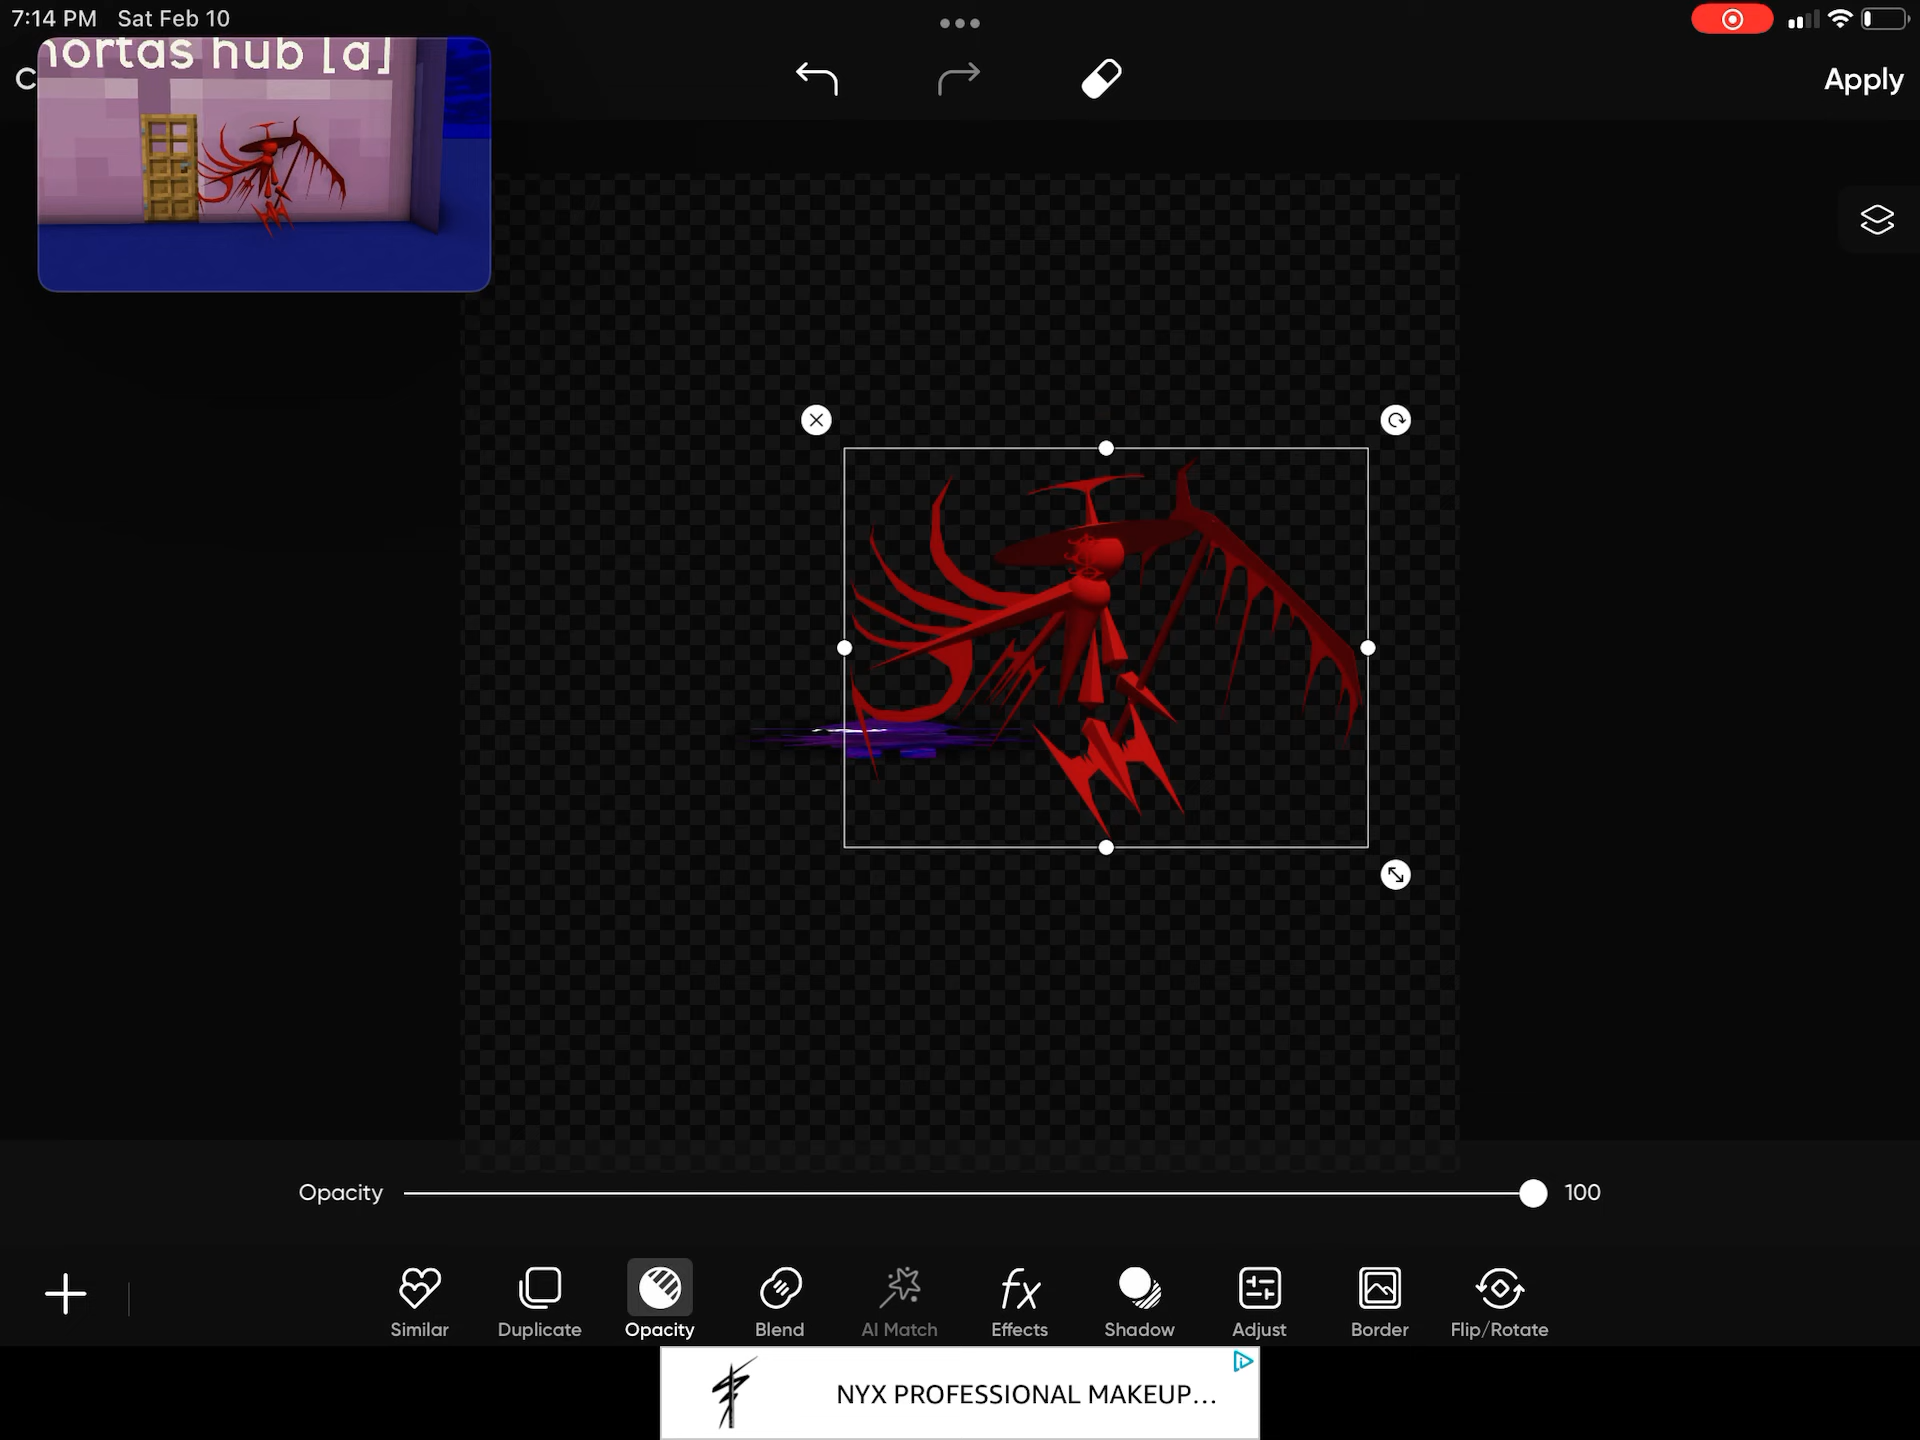 7:14 PM Sat Feb 10
hortas hub [a]
C
Apply
Opacity 100
Similar Duplicate Opacity Blend AI Match Effects Shadow Adjust Border Flip/Rotate
NYX PROFESSIONAL MAKEUP...